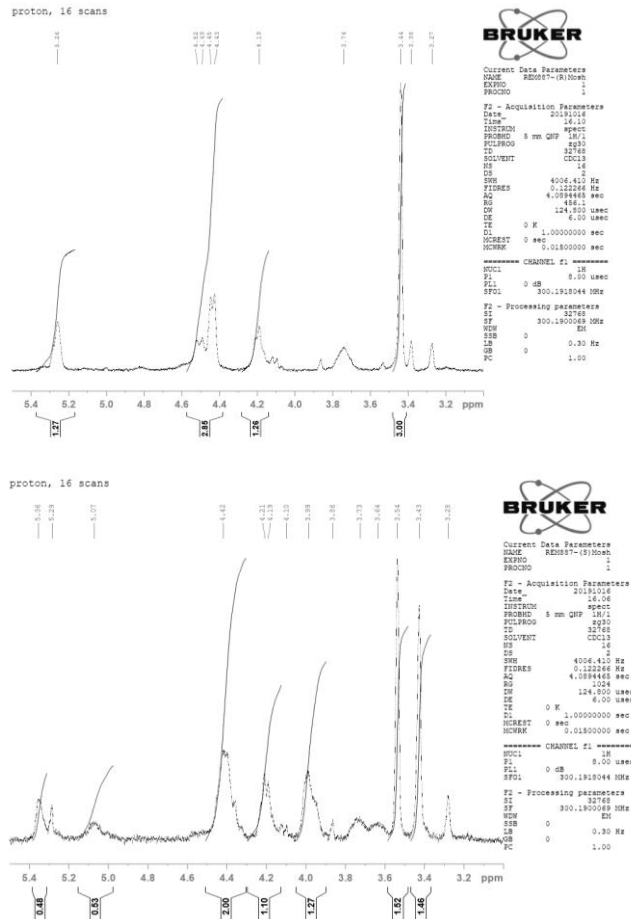 proton, 16 scans
5.26
4.52
4.49
4.45
4.43
4.19
3.74
3.44
3.38
3.27
BRUKER
Current Data Parameters
NAME REM887-(R)Mosh
EXPNO 1
PROCNO 1
F2 - Acquisition Parameters
Date_ 20191016
Time 16.10
INSTRUM spect
PROBHD 5 mm QNP 1H/1
PULPROG zg30
TD 32768
SOLVENT CDCl3
NS 16
DS 2
SWH 4006.410 Hz
FIDRES 0.122266 Hz
AQ 4.0894465 sec
RG 456.1
DW 124.800 usec
DE 6.00 usec
TE 0 K
D1 1.00000000 sec
MCREST 0 sec
MCWRK 0.01500000 sec
======== CHANNEL f1 ========
NUC1 1H
P1 8.00 usec
PL1 0 dB
SFO1 300.1918044 MHz
F2 - Processing parameters
SI 32768
SF 300.1900069 MHz
WDW EM
SSB 0
LB 0.30 Hz
GB 0
PC 1.00
5.4 5.2 5.0 4.8 4.6 4.4 4.2 4.0 3.8 3.6 3.4 3.2 ppm
1.27 2.85 1.26 3.00
proton, 16 scans
5.36
5.29
5.07
4.42
4.21
4.19
4.10
3.99
3.86
3.73
3.64
3.54
3.43
3.28
BRUKER
Current Data Parameters
NAME REM887-(S)Mosh
EXPNO 1
PROCNO 1
F2 - Acquisition Parameters
Date_ 20191016
Time 16.06
INSTRUM spect
PROBHD 5 mm QNP 1H/1
PULPROG zg30
TD 32768
SOLVENT CDCl3
NS 16
DS 2
SWH 4006.410 Hz
FIDRES 0.122266 Hz
AQ 4.0894465 sec
RG 1024
DW 124.800 usec
DE 6.00 usec
TE 0 K
D1 1.00000000 sec
MCREST 0 sec
MCWRK 0.01500000 sec
======== CHANNEL f1 ========
NUC1 1H
P1 8.00 usec
PL1 0 dB
SFO1 300.1918044 MHz
F2 - Processing parameters
SI 32768
SF 300.1900069 MHz
WDW EM
SSB 0
LB 0.30 Hz
GB 0
PC 1.00
5.4 5.2 5.0 4.8 4.6 4.4 4.2 4.0 3.8 3.6 3.4 ppm
0.48 0.53 2.00 1.10 1.27 1.52 1.46